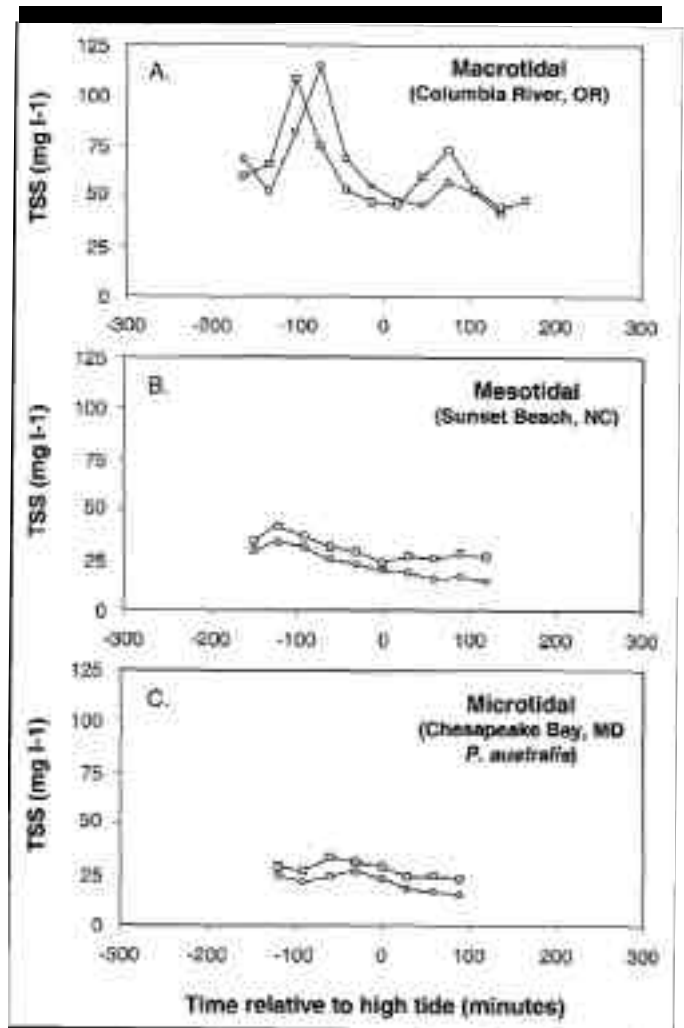 125
100
75
50
25
0
TSS (mg l-1)
A.
Macrotidal
(Columbia River, OR)
-300 -200 -100 0 100 200 300
125
100
75
50
25
0
TSS (mg l-1)
B.
Mesotidal
(Sunset Beach, NC)
-300 -200 -100 0 100 200 300
125
100
75
50
25
0
TSS (mg l-1)
C.
Microtidal
(Chesapeake Bay, MD
P. australis)
-500 -500 -100 0 100 200 300
Time relative to high tide (minutes)